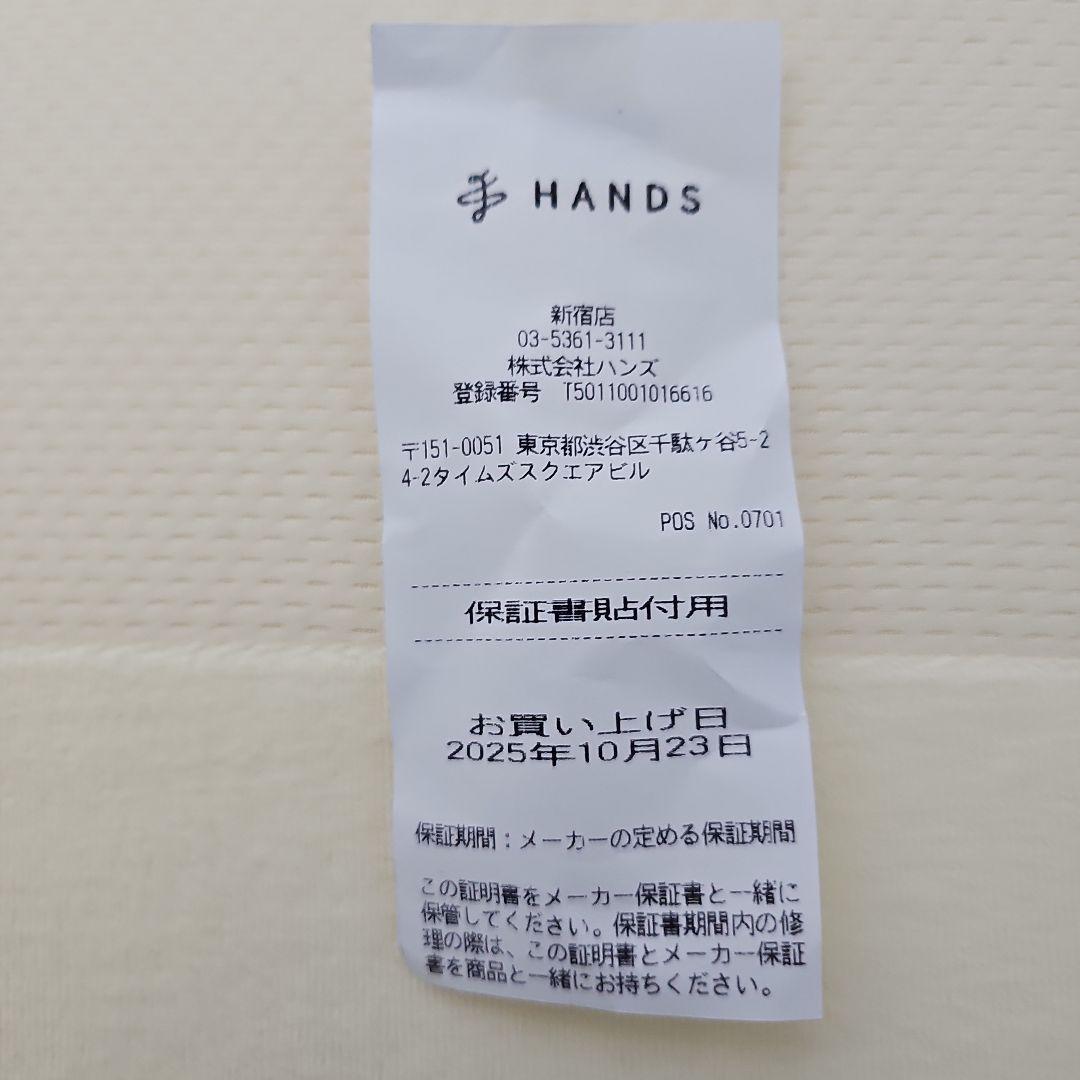 HANDS
新宿店
03-5361-3111
株式会社ハンズ
登録番号 T5011001016616
〒151-0051 東京都渋谷区千駄ヶ谷5-2
4-2タイムズスクエアビル
POS No.0701
保証書貼付用
お買い上げ日
2025年10月23日
保証期間：メーカーの定める保証期間
この証明書をメーカー保証書と一緒に
保管してください。保証書期間内の修
理の際は、この証明書とメーカー保証
書を商品と一緒にお持ちください。